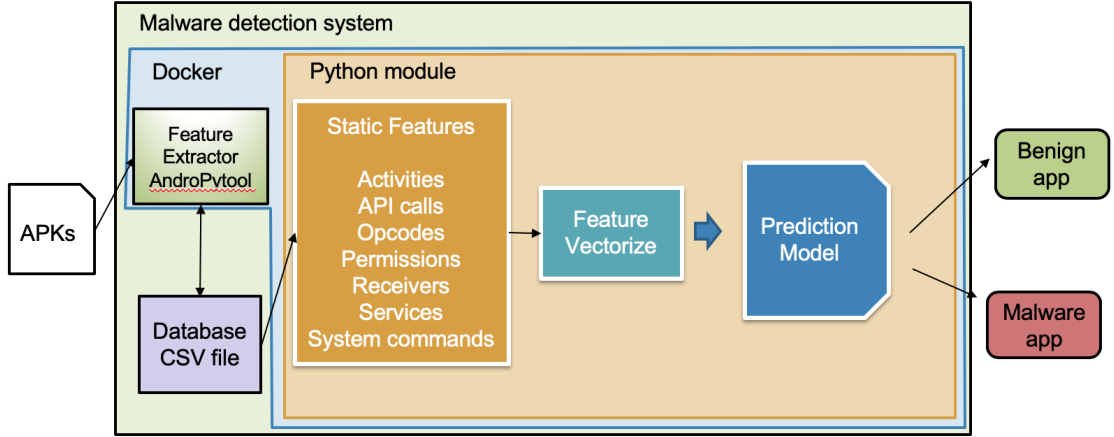 Malware detection system
Docker
Python module
Feature
Extractor
AndroPytool
APKs
Database
CSV file
Static Features
Activities
API calls
Opcodes
Permissions
Receivers
Services
System commands
Feature
Vectorize
Prediction
Model
Benign
app
Malware
app